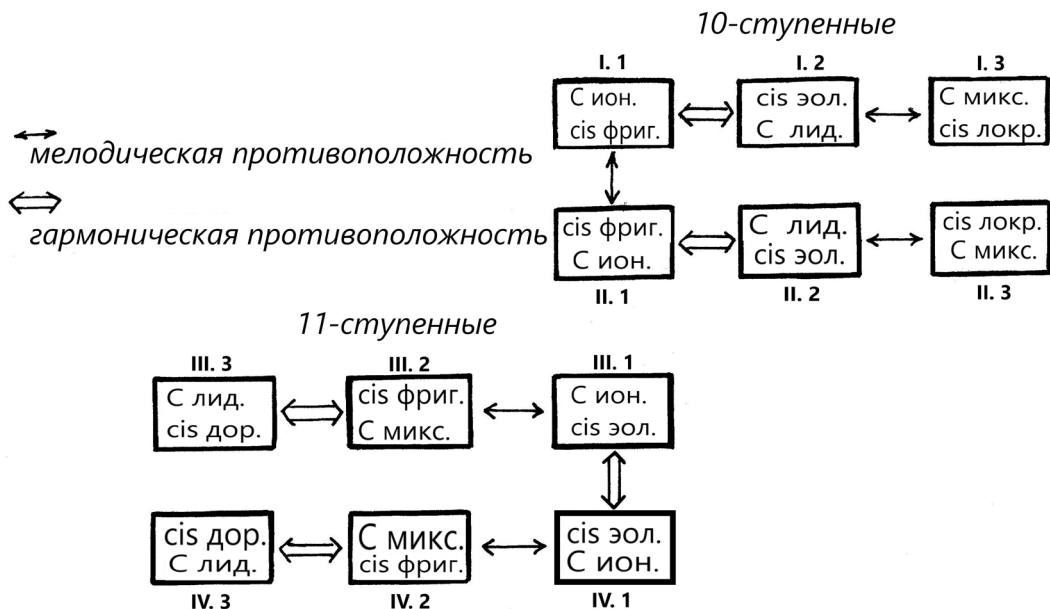 10-ступенные
I. 1
I. 2
I. 3
С ион.
cis фриг.
cis эол.
С лид.
С микс.
cis локр.
мелодическая противоположность
гармоническая противоположность
cis фриг.
С ион.
С лид.
cis эол.
cis локр.
С микс.
II. 1
II. 2
II. 3
11-ступенные
III. 3
III. 2
III. 1
С лид.
cis дор.
cis фриг.
С микс.
С ион.
cis эол.
cis дор.
С лид.
С микс.
cis фриг.
cis эол.
С ион.
IV. 3
IV. 2
IV. 1